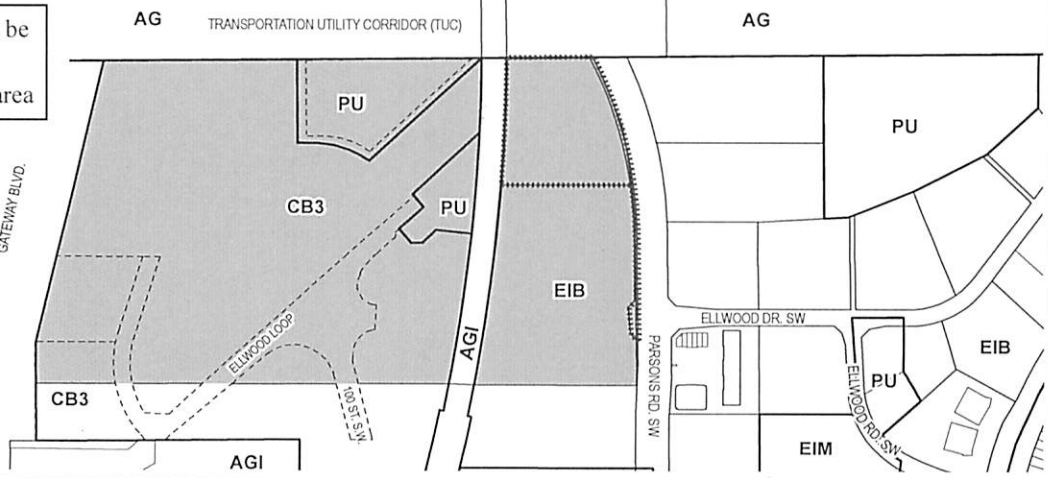 be
area
AG
TRANSPORTATION UTILITY CORRIDOR (TUC)
AG
PU
PU
GATEWAY BLVD.
CB3
PU
EIB
ELLWOOD LOOP
AGI
ELLWOOD DR. SW
PARSONS RD. SW
EIB
PU
ELLWOOD RD. SW
CB3
100 ST. S.W.
AGI
EIM